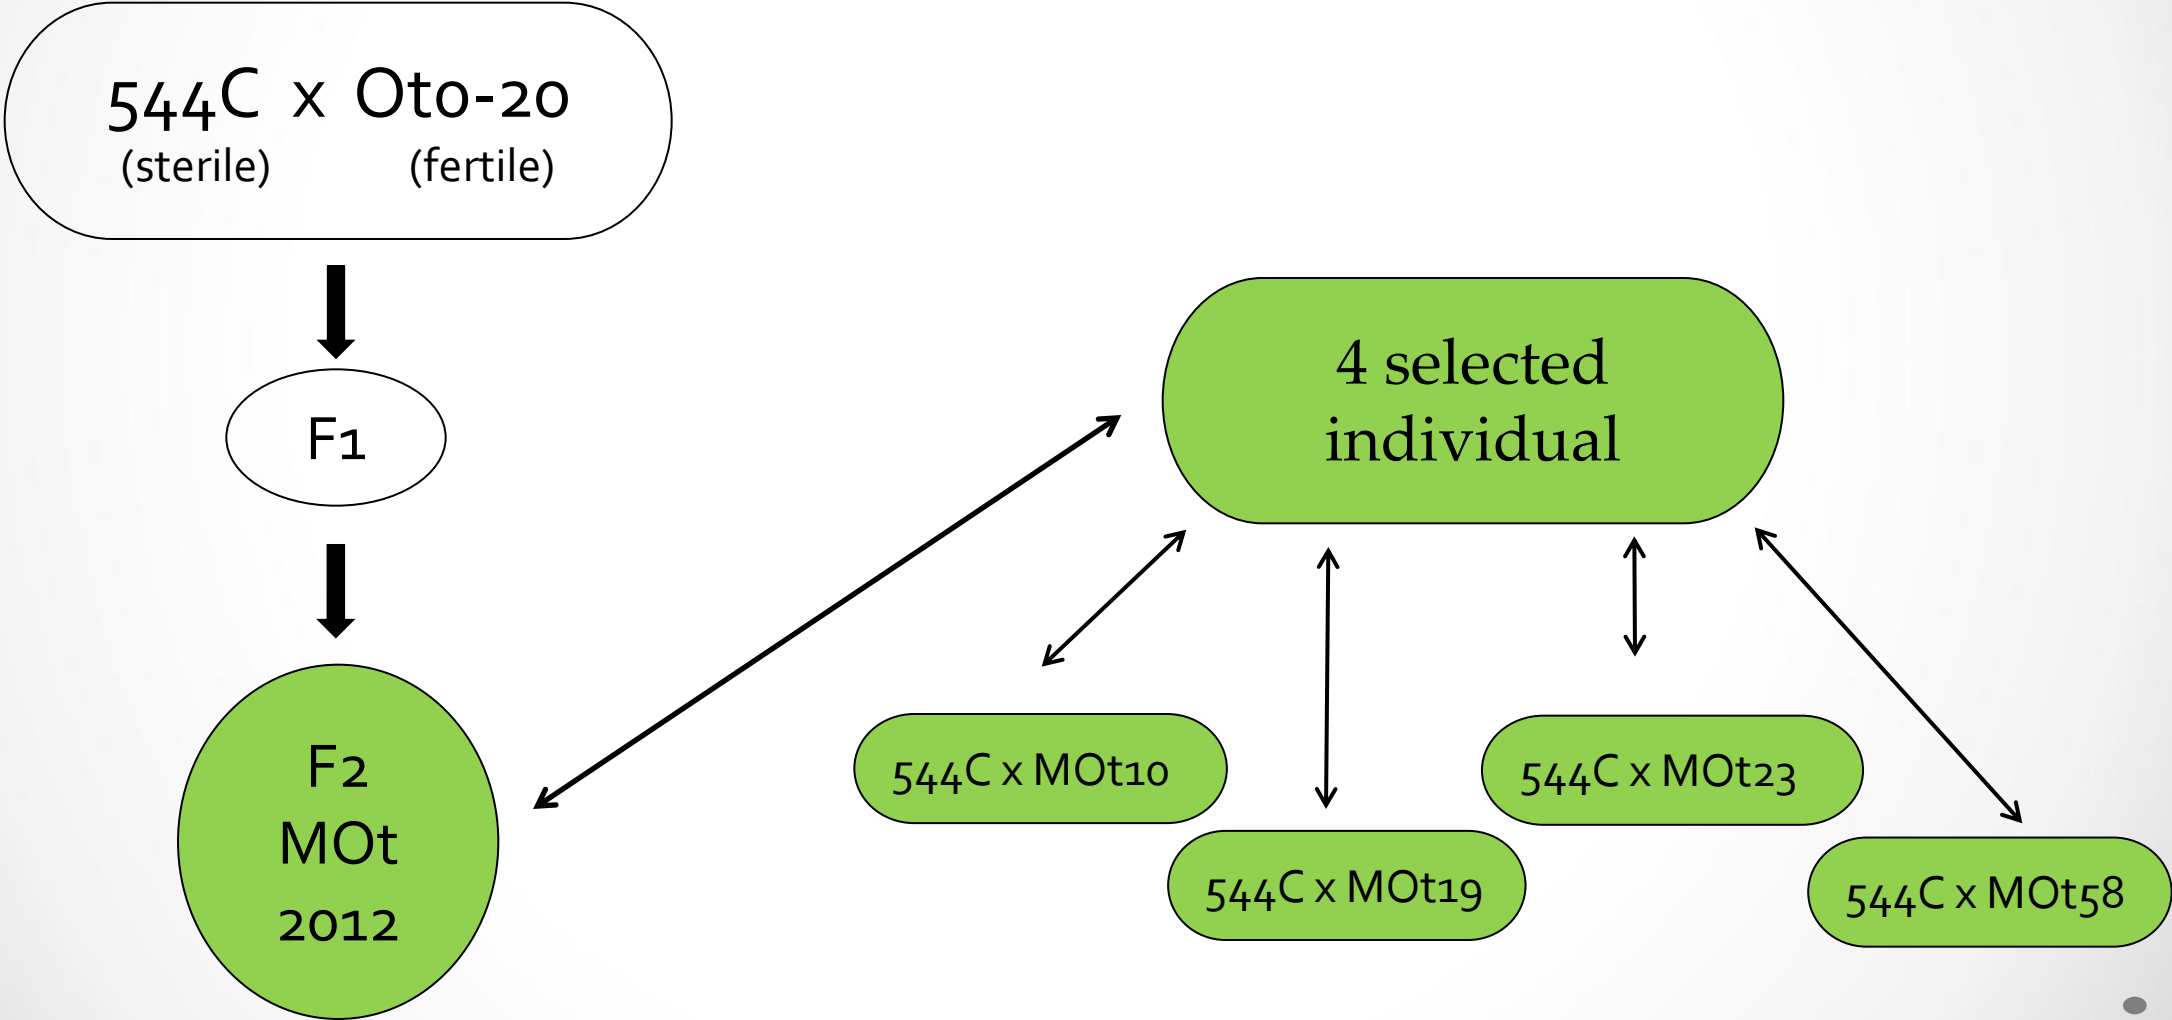 544C x Oto-20
(sterile) (fertile)
F1
F2
MOt
2012
4 selected
individual
544C x MOt10
544C x MOt19
544C x MOt23
544C x MOt58